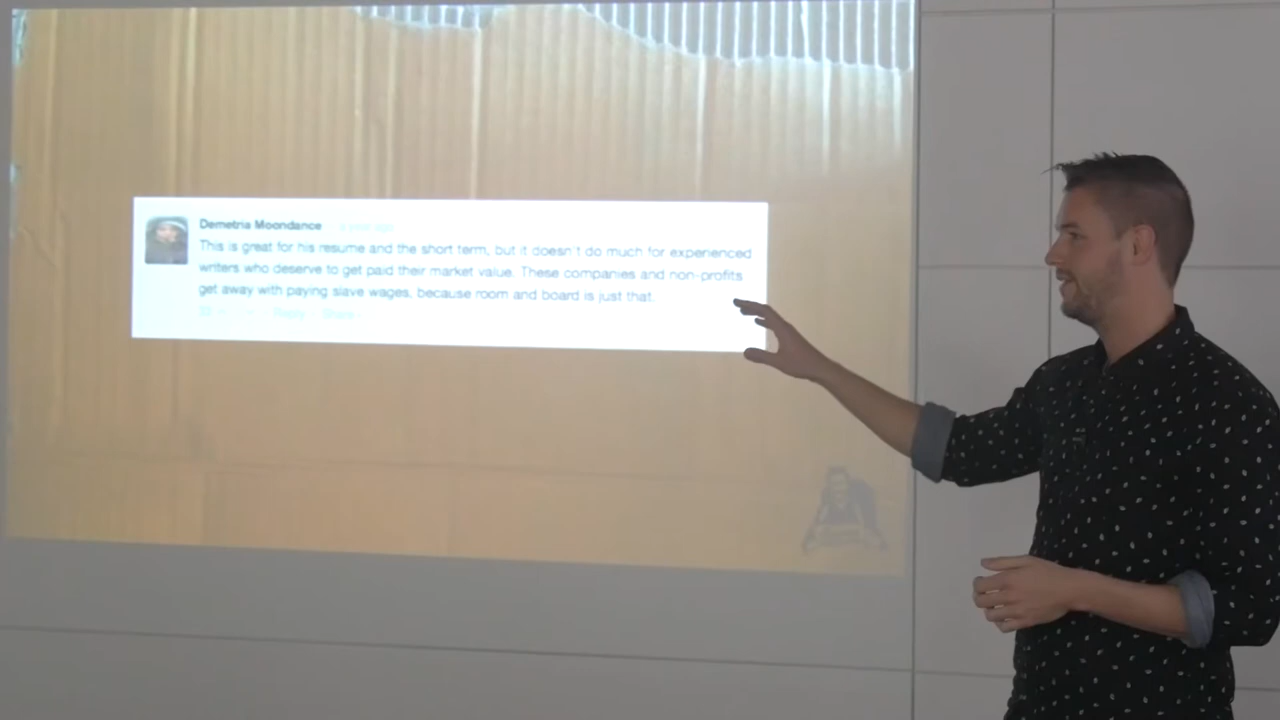 Demetria Moondance
This is great for his resume and the short term, but it doesn't do much for experienced
writers who deserve to get paid their market value. These companies and non-profits
get away with paying slave wages, because room and board is just that.
Reply Share